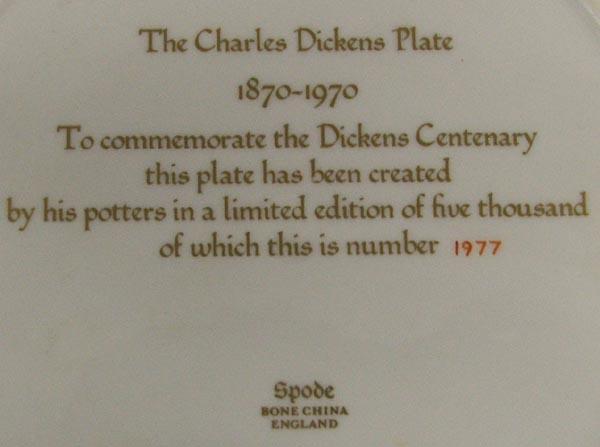 The Charles Dickens Plate
1870-1970
To commemorate the Dickens Centenary
this plate has been created
by his potters in a limited edition of five thousand
of which this is number 1977
Spode
BONE CHINA
ENGLAND